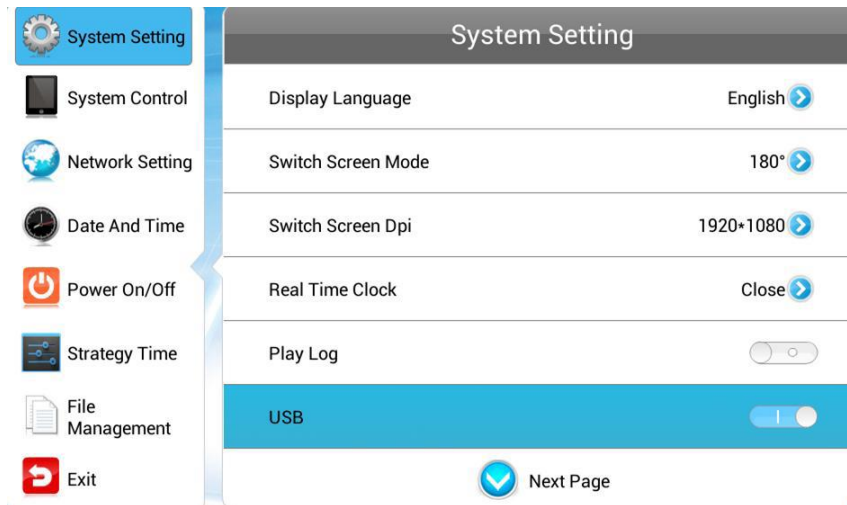 System Setting
System Control
Network Setting
Date And Time
Power On/Off
Strategy Time
File
Management
Exit
System Setting
Display Language English
Switch Screen Mode 180°
Switch Screen Dpi 1920*1080
Real Time Clock Close
Play Log
USB
Next Page